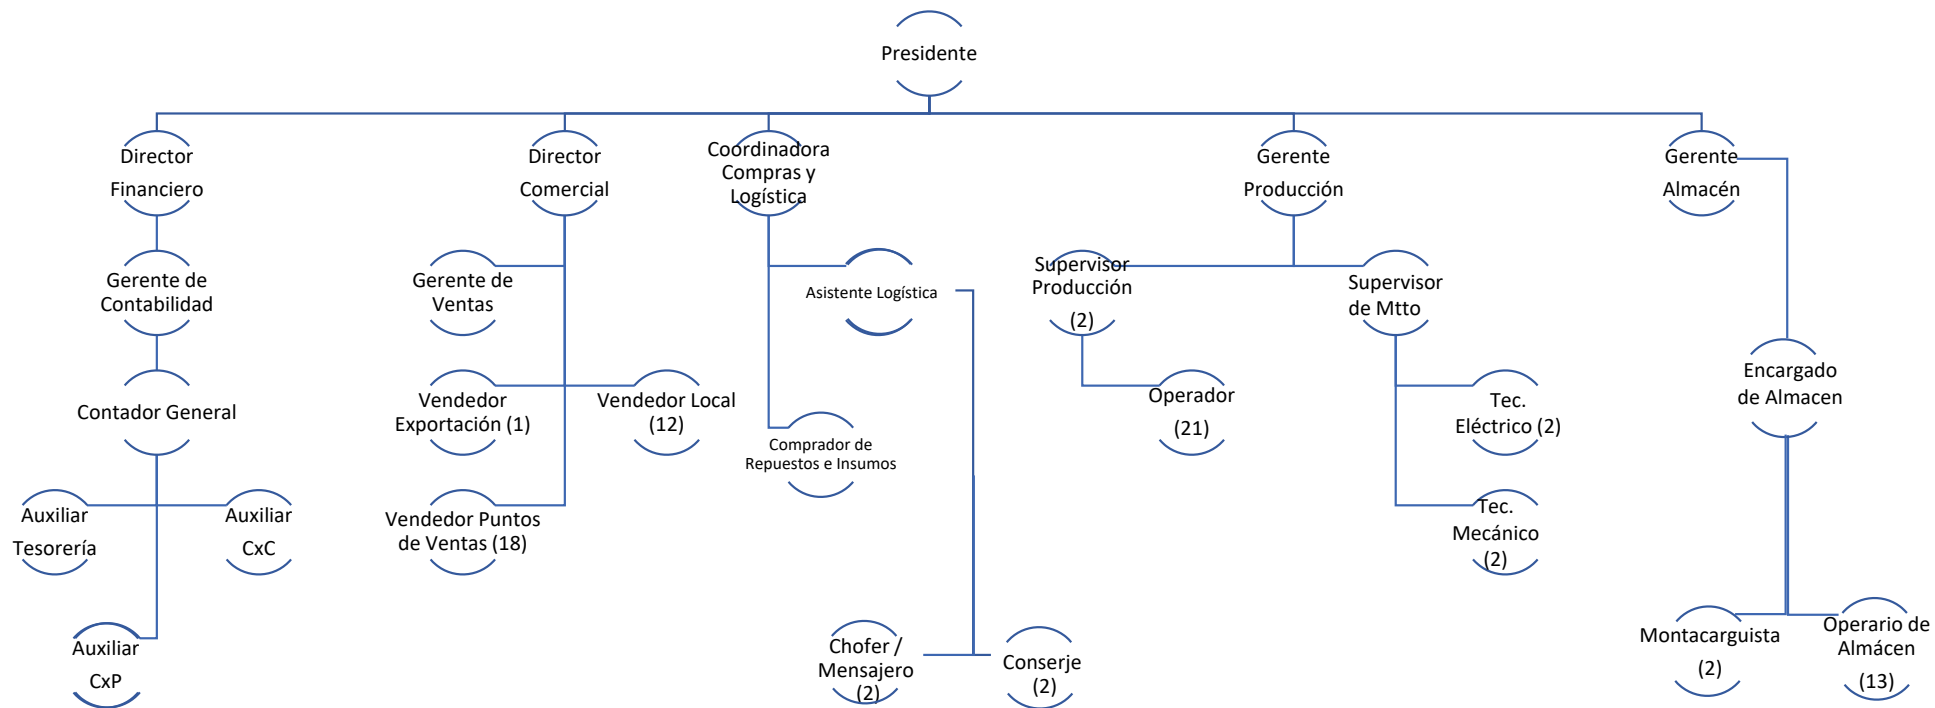 Presidente
Director
Financiero
Director
Comercial
Coordinadora
Compras y
Logística
Gerente
Producción
Gerente
Almacén
Gerente de
Contabilidad
Gerente de
Ventas
Asistente Logística
Supervisor
Producción
(2)
Supervisor
de Mtto
Encargado
de Almacen
Contador General
Vendedor
Exportación (1)
Vendedor Local
(12)
Comprador de
Repuestos e Insumos
Operador
(21)
Tec.
Eléctrico (2)
Auxiliar
Tesorería
Auxiliar
CxC
Vendedor Puntos
de Ventas (18)
Tec.
Mecánico
(2)
Auxiliar
CxP
Chofer /
Mensajero
(2)
Conserje
(2)
Montacarguista
(2)
Operario de
Almácen
(13)